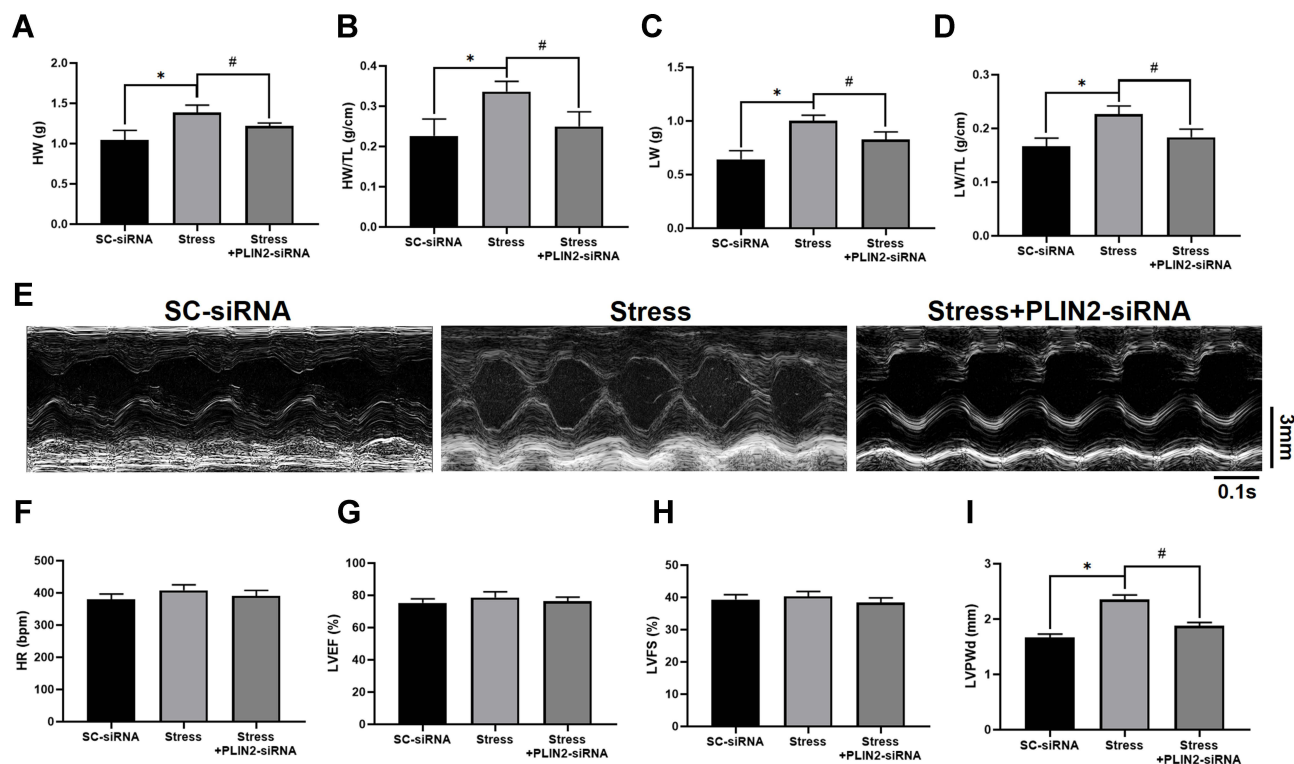 A
HW (g)
2.0
1.5
1.0
0.5
0.0
*
#
SC-siRNA
Stress
Stress
+PLIN2-siRNA
B
HW/TL (g/cm)
0.4
0.3
0.2
0.1
0.0
*
#
SC-siRNA
Stress
Stress
+PLIN2-siRNA
C
LW (g)
1.5
1.0
0.5
0.0
*
#
SC-siRNA
Stress
Stress
+PLIN2-siRNA
D
LW/TL (g/cm)
0.3
0.2
0.1
0.0
*
#
SC-siRNA
Stress
Stress
+PLIN2-siRNA
E
SC-siRNA
Stress
Stress+PLIN2-siRNA
3mm
0.1s
F
HR (bpm)
500
400
300
200
100
0
SC-siRNA
Stress
Stress
+PLIN2-siRNA
G
LVEF (%)
100
80
60
40
20
0
SC-siRNA
Stress
Stress
+PLIN2-siRNA
H
LVFS (%)
50
40
30
20
10
0
SC-siRNA
Stress
Stress
+PLIN2-siRNA
I
LVPWd (mm)
3
2
1
0
*
#
SC-siRNA
Stress
Stress
+PLIN2-siRNA